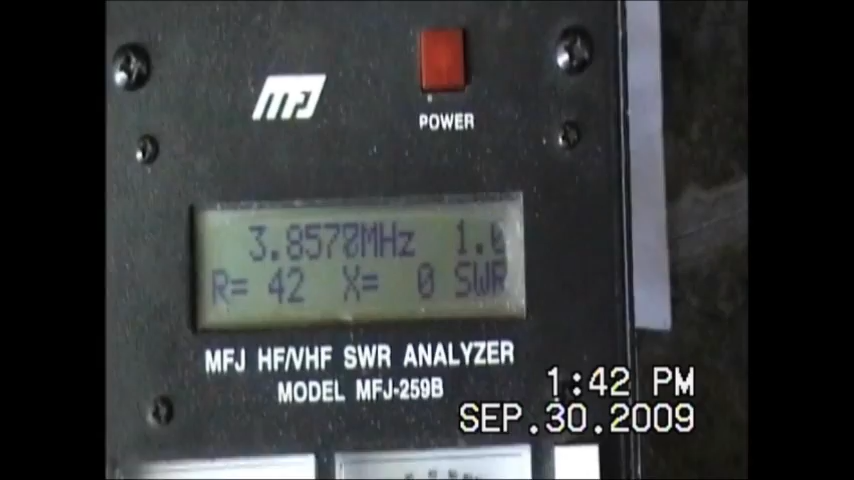 MFJ
POWER
3.8570MHz 1.0
R= 42 X= 0 SWR
MFJ HF/VHF SWR ANALYZER
MODEL MFJ-259B
1:42 PM
SEP.30.2009